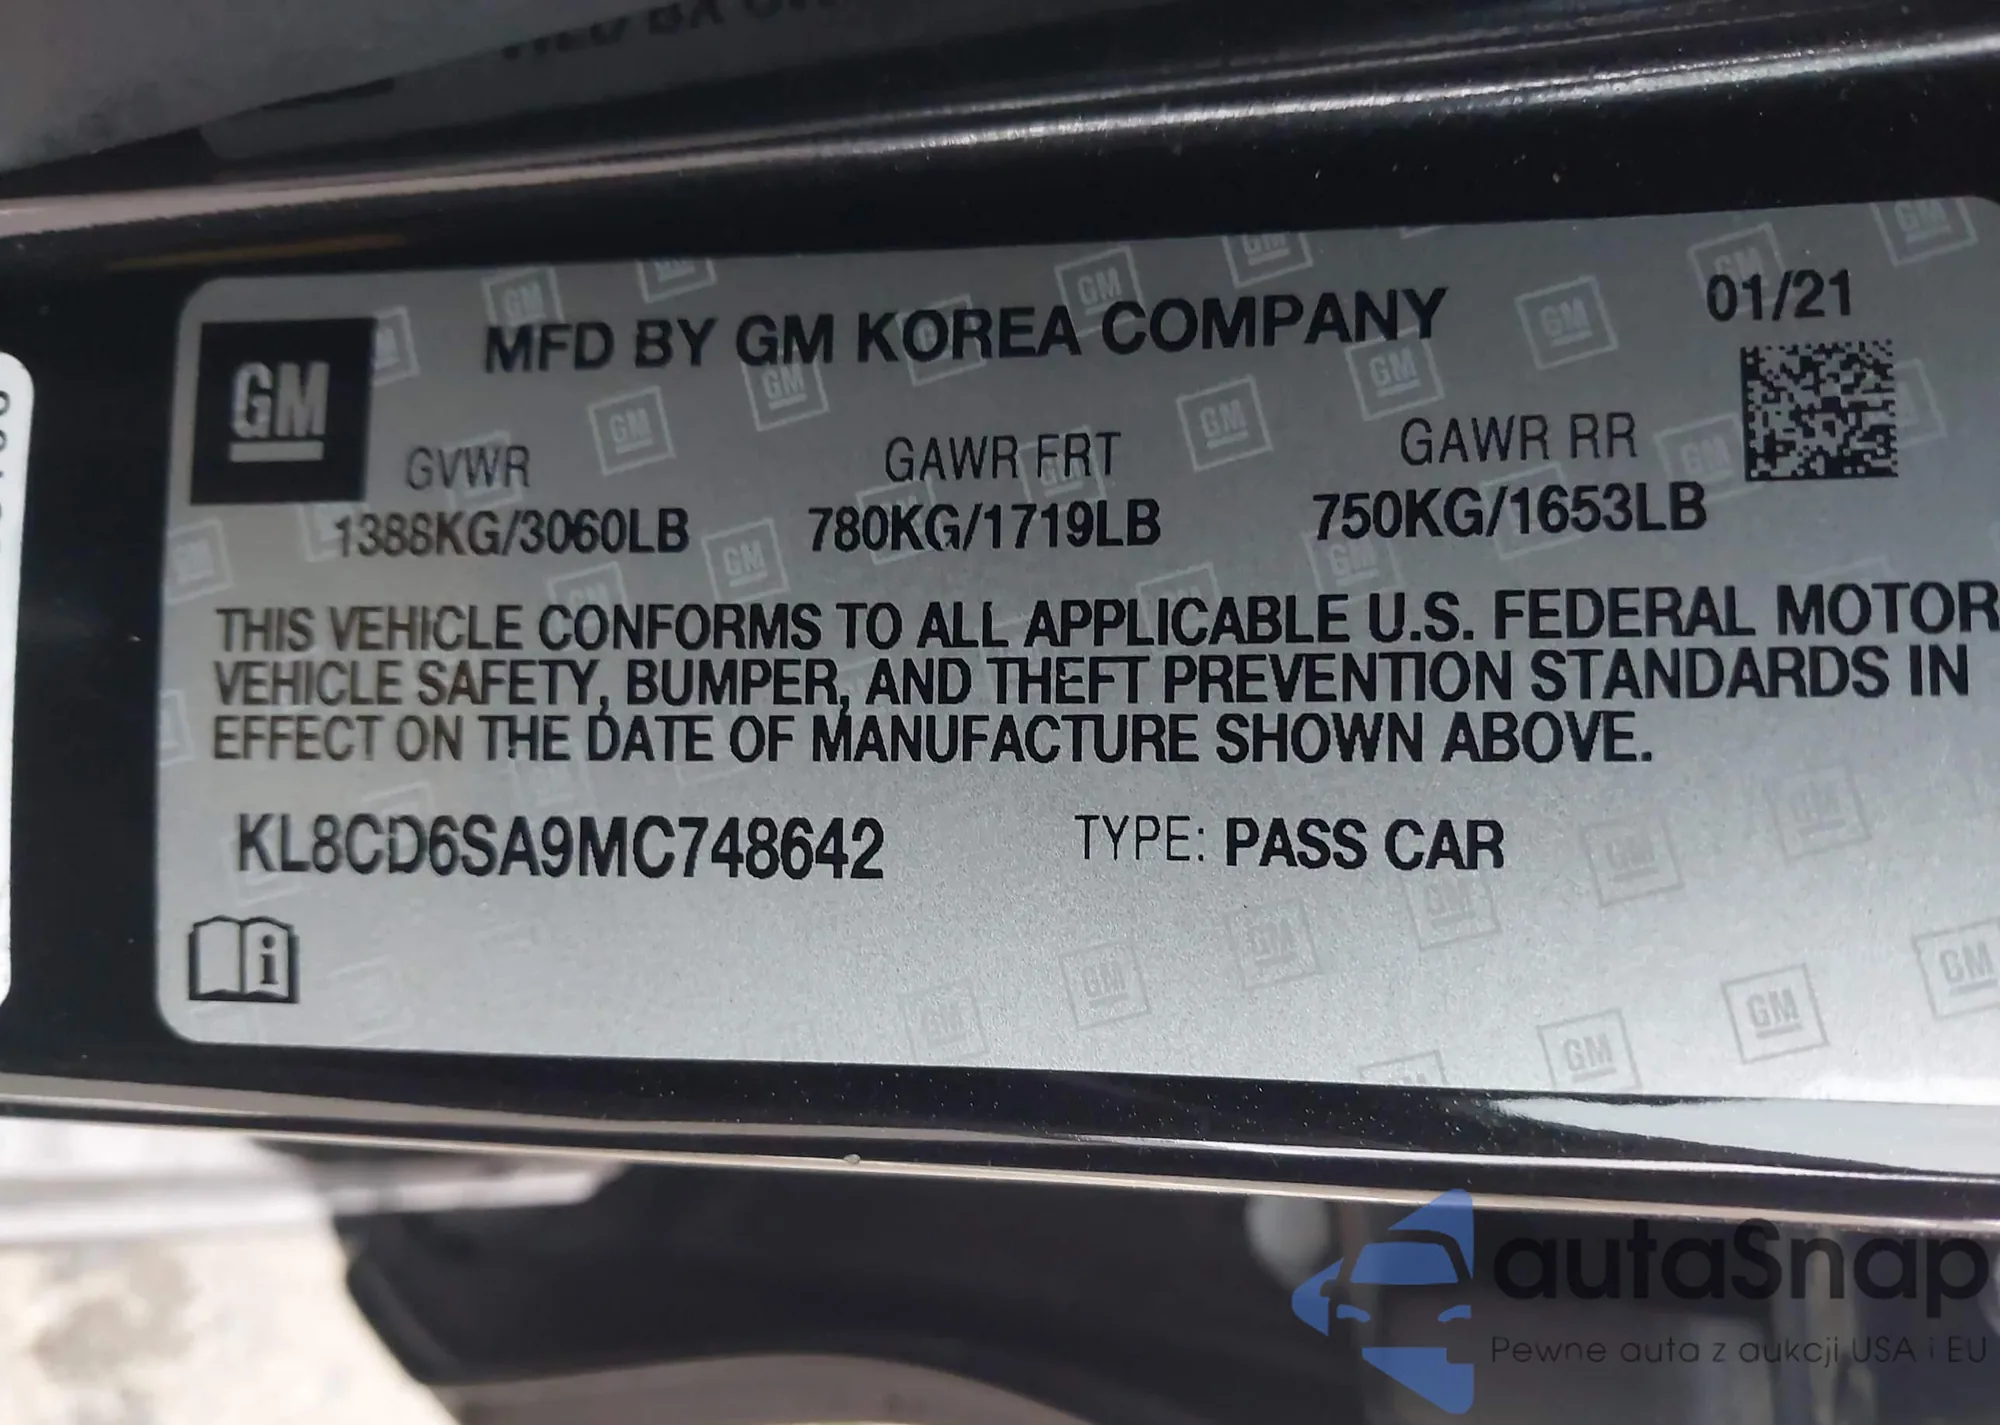 MFD BY GM KOREA COMPANY
01/21
GM
GVWR GAWR FRT GAWR RR
1388KG/3060LB 780KG/1719LB 750KG/1653LB
THIS VEHICLE CONFORMS TO ALL APPLICABLE U.S. FEDERAL MOTOR
VEHICLE SAFETY, BUMPER, AND THEFT PREVENTION STANDARDS IN
EFFECT ON THE DATE OF MANUFACTURE SHOWN ABOVE.
KL8CD6SA9MC748642 TYPE: PASS CAR
autaSnap
Pewne auta z aukcji USA i EU